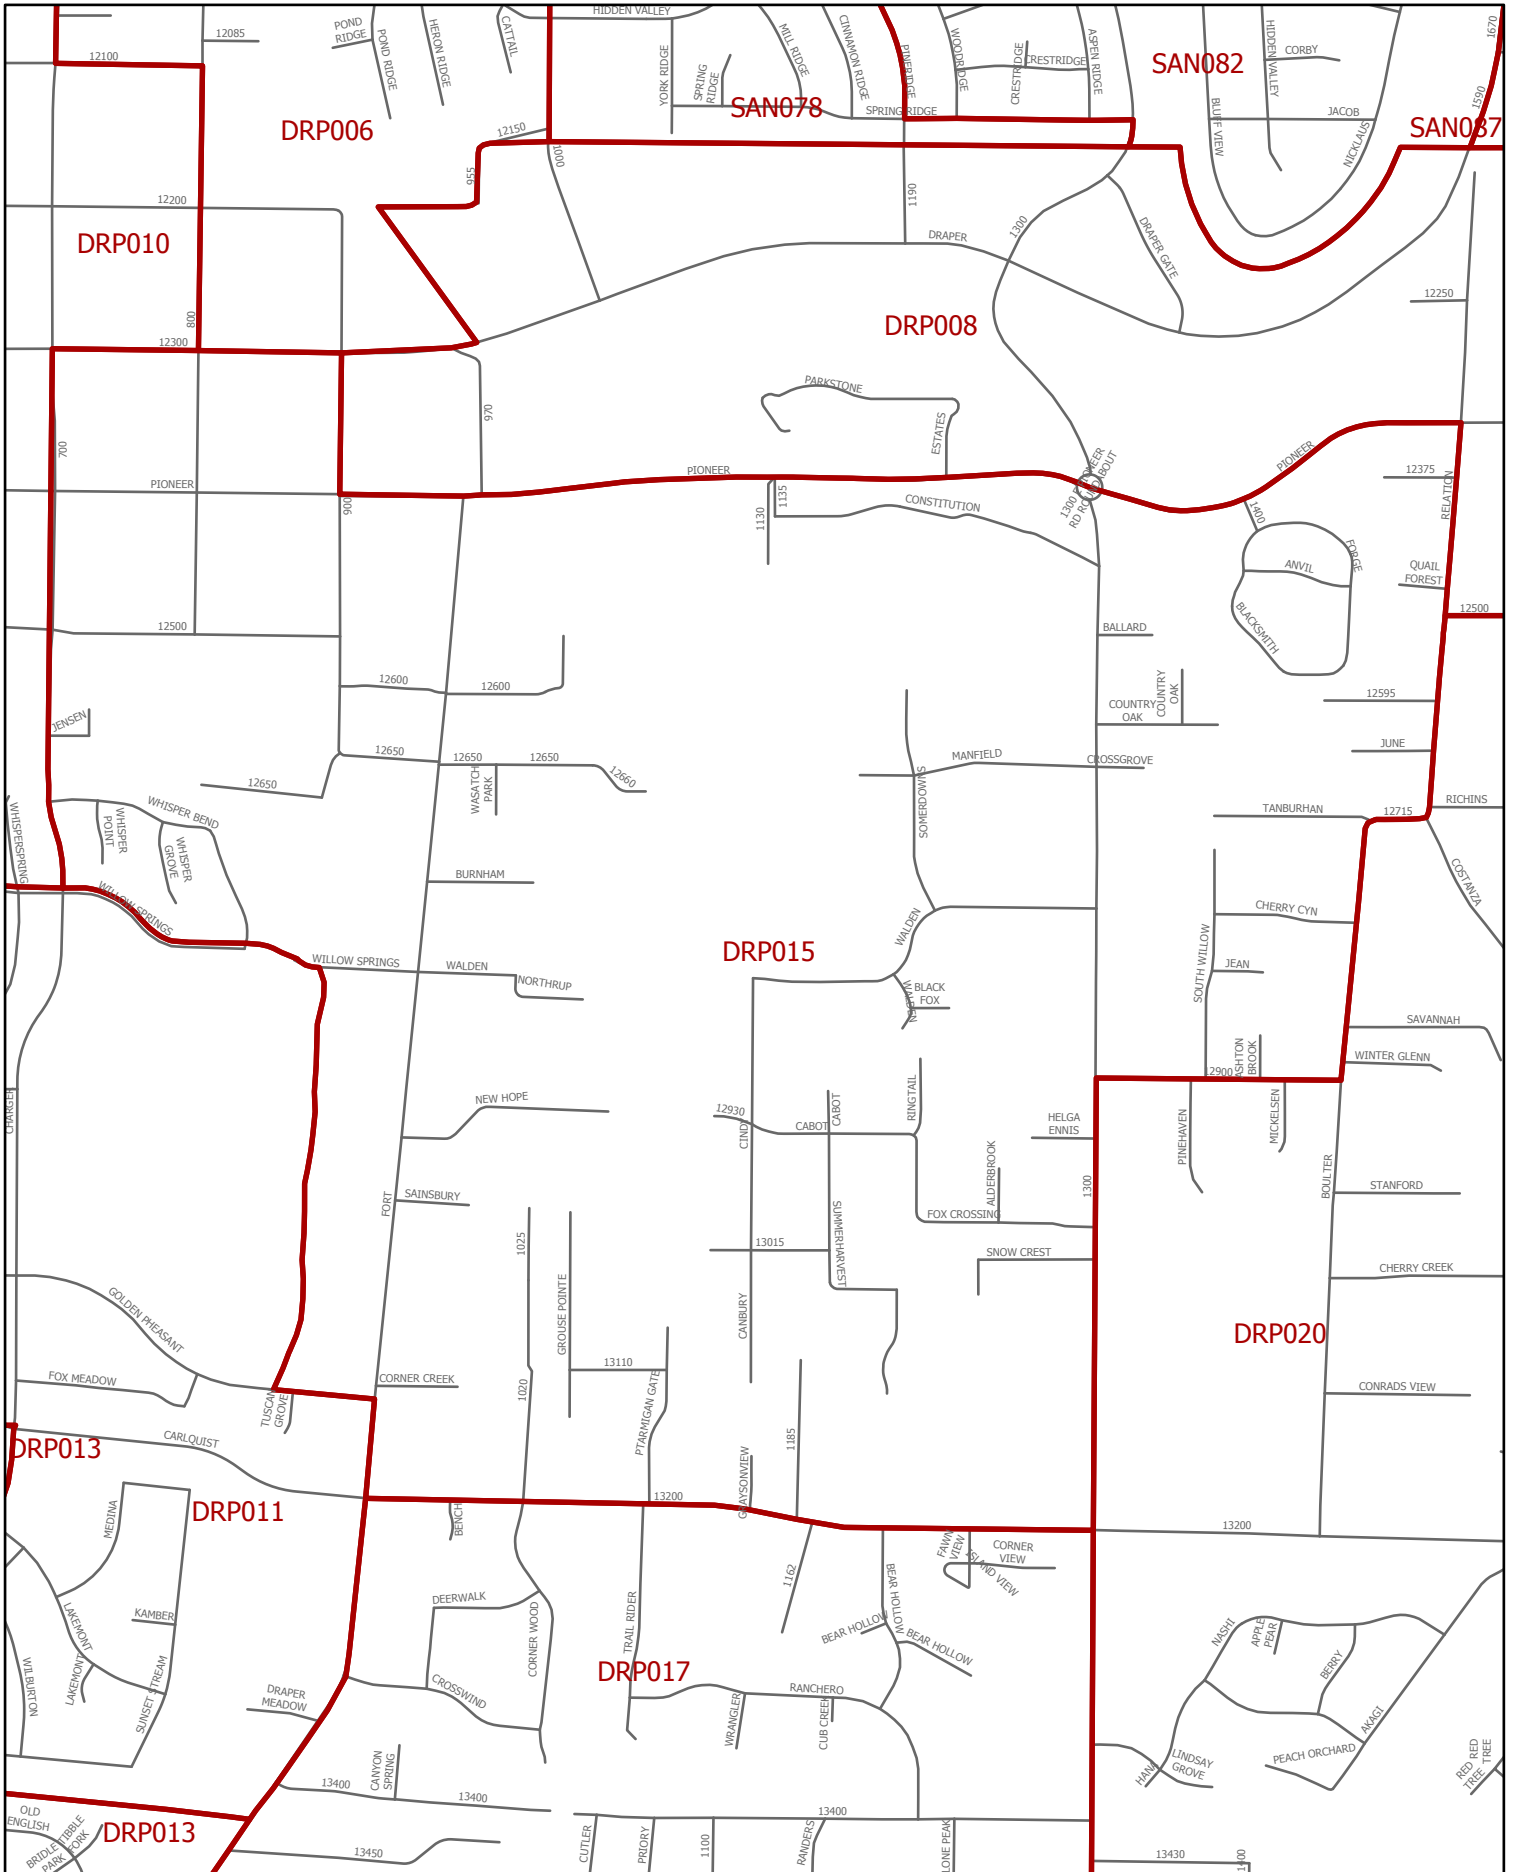 HIDDEN VALLEY
1670
POND
RIDGE
12085
POND RIDGE
HERON RIDGE
CATTAIL
YORK RIDGE
SPRING
RIDGE
MILL RIDGE
CINNAMON RIDGE
PINERIDGE
WOODRIDGE
CRESTRIDGE
CRESTRIDGE
ASPEN RIDGE
SAN082
HIDDEN VALLEY
CORBY
12100
SAN078
SPRING RIDGE
BLUFF VIEW
JACOB
NICKLAUS
1590
SAN087
DRP006
12150
1000
955
12200
1190
1300
DRAPER
DRAPER GATE
DRP010
800
12300
12250
DRP008
PARKSTONE
ESTATES
970
700
PIONEER
900
PIONEER
1130
1135
CONSTITUTION
1300 E PIONEER
RD ROUNDABOUT
PIONEER
12375
RELATION
1400
FORGE
ANVIL
QUAIL
FOREST
BLACKSMITH
12500
12500
BALLARD
12600
12600
COUNTRY
OAK
COUNTRY
OAK
12595
JENSEN
JUNE
12650
12650
12650
12660
12650
WASATCH
PARK
MANFIELD
CROSSGROVE
SOMERDOWNS
WHISPERSPRING
WHISPER BEND
WHISPER
POINT
WHISPER
GROVE
TANBURHAN
12715
RICHINS
COSTANZA
BURNHAM
WILLOW SPRINGS
WALDEN
CHERRY CYN
SOUTH WILLOW
JEAN
DRP015
WILLOW SPRINGS
WALDEN
NORTHRUP
WALDEN
BLACK
FOX
SAVANNAH
ASHTON
BROOK
12900
WINTER GLENN
CHARGER
NEW HOPE
12930
CINDY
CABOT
CABOT
RINGTAIL
HELGA
ENNIS
PINEHAVEN
MICKELSEN
ALDERBROOK
1300
BOULTER
STANFORD
FORT
SAINSBURY
1025
SUMMERHARVEST
FOX CROSSING
13015
SNOW CREST
CHERRY CREEK
GOLDEN PHEASANT
GROUSE POINTE
CANBURY
DRP020
FOX MEADOW
CORNER CREEK
13110
1020
PTARMIGAN GATE
CONRADS VIEW
TUSCAN
GROVE
CARLQUIST
1185
DRP013
GRAYSONVIEW
13200
DRP011
MEDINA
BENCH
13200
FAWN
VIEW
ISLAND VIEW
CORNER
VIEW
1162
BEAR HOLLOW
BEAR HOLLOW
BEAR HOLLOW
DEERWALK
KAMBER
LAKEMONT
LAKEMONT
WILBURTON
SUNSET STREAM
CORNER WOOD
TRAIL RIDER
DRP017
CROSSWIND
DRAPER
MEADOW
RANCHERO
WRANGLER
CUB CREEK
NASHI
APPLE
PEAR
BERRY
AKAGI
PEACH ORCHARD
HANA
LINDSAY
GROVE
RED RED
TREE TREE
CANYON
SPRING
13400
13400
13400
OLD
ENGLISH
BRIDLE TIBBLE
PARK FORK
DRP013
13450
CUTLER
PRIORY
1100
RANDERS
LONE PEAK
13430
1400